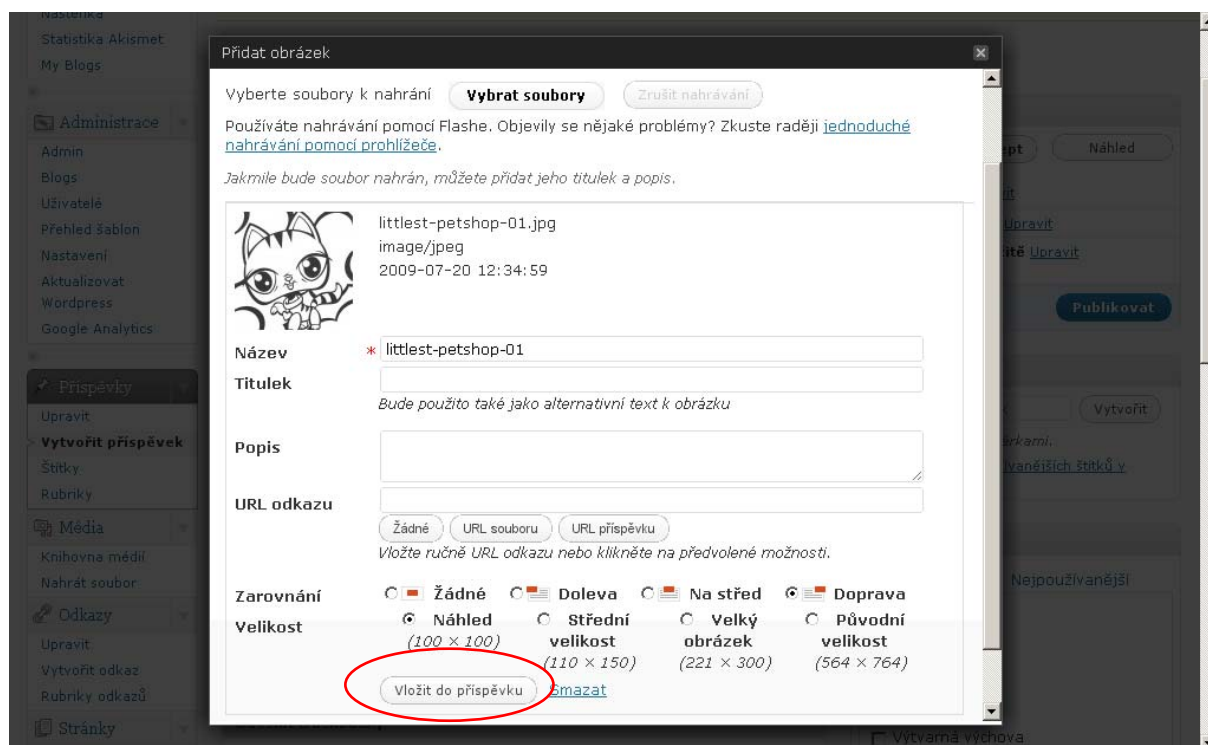 Nástěnka
Statistika Akismet
My Blogs
Administrace
Admin
Blogs
Uživatelé
Přehled šablon
Nastavení
Aktualizovat
Wordpress
Google Analytics
Příspěvky
Upravit
Vytvořit příspěvek
Štítky
Rubriky
Média
Knihovna médií
Nahrát soubor
Odkazy
Upravit
Vytvořit odkaz
Rubriky odkazů
Stránky
Přidat obrázek
Vyberte soubory k nahrání Vybrat soubory Zrušit nahrávání
Používáte nahrávání pomocí Flashe. Objevily se nějaké problémy? Zkuste raději jednoduché
nahrávání pomocí prohlížeče.
Jakmile bude soubor nahrán, můžete přidat jeho titulek a popis.
littlest-petshop-01.jpg
image/jpeg
2009-07-20 12:34:59
Název * littlest-petshop-01
Titulek
Bude použito také jako alternativní text k obrázku
Popis
URL odkazu
Žádné URL souboru URL příspěvku
Vložte ručně URL odkazu nebo klikněte na předvolené možnosti.
Zarovnání Žádné Doleva Na střed Doprava
Velikost Náhled Střední Velký Původní
(100 × 100) velikost obrázek velikost
(110 × 150) (221 × 300) (564 × 764)
Vložit do příspěvku Smazat
Náhled
Upravit
Upravit
Publikovat
Vytvořit
štítků v
Nejpoužívanější
Výtvarná výchova